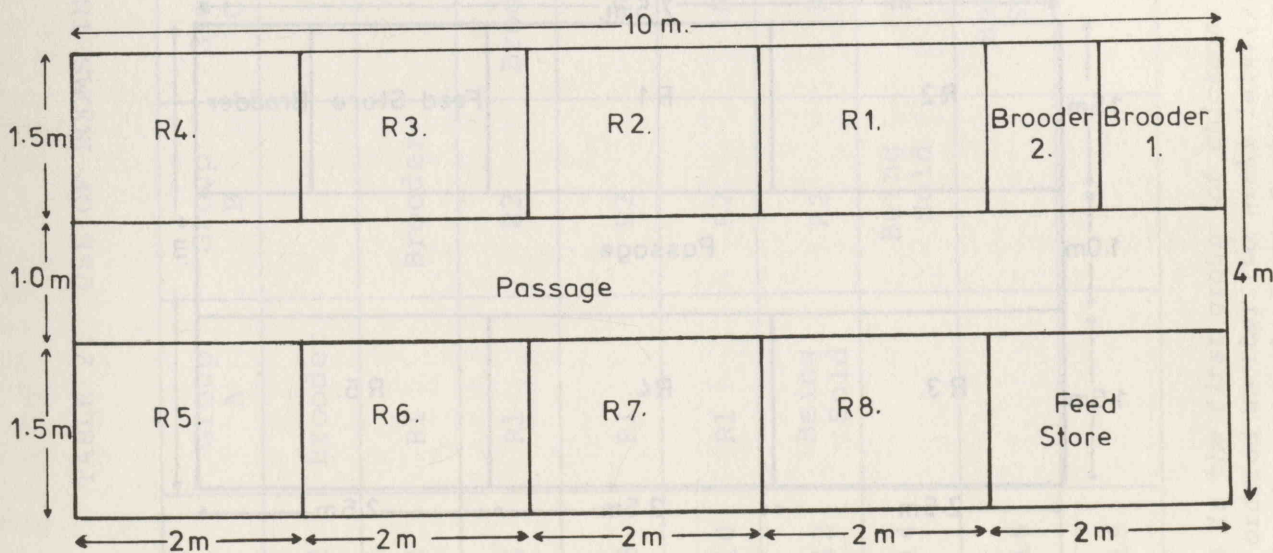 10 m.
1.5m
R4.
R3.
R2.
R1.
Brooder
2.
Brooder
1.
1.0m
Passage
4m
1.5m
R5.
R6.
R7.
R8.
Feed
Store
2m
2m
2m
2m
2m